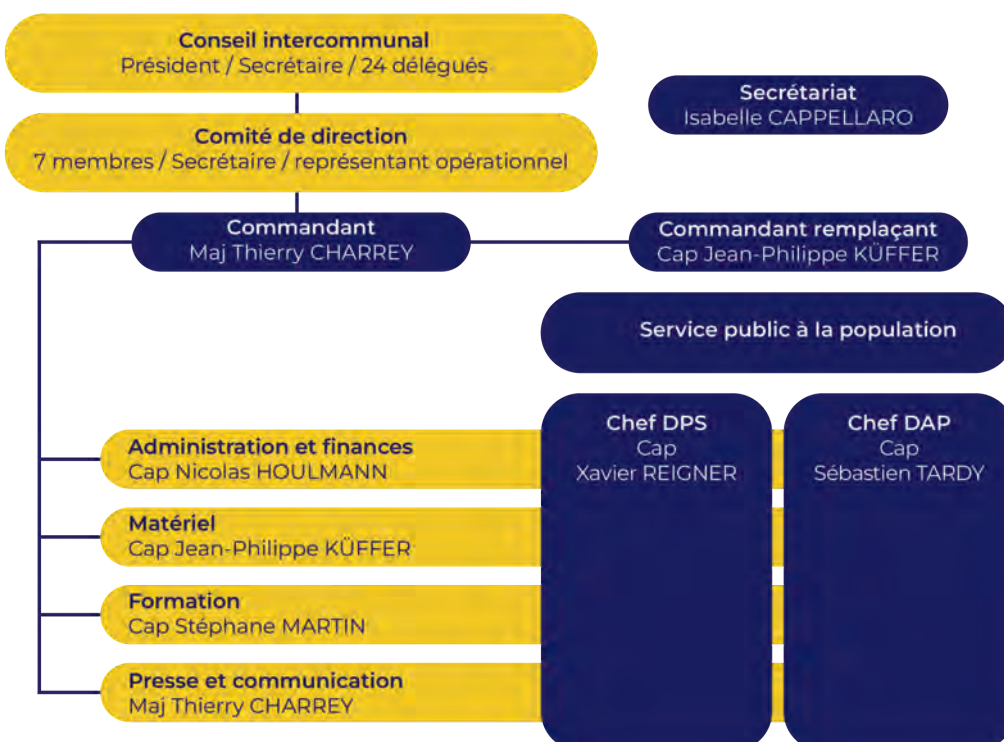 Conseil intercommunal
Président / Secrétaire / 24 délégués
Secrétariat
Isabelle CAPPELLARO
Comité de direction
7 membres / Secrétaire / représentant opérationnel
Commandant
Maj Thierry CHARREY
Commandant remplaçant
Cap Jean-Philippe KÜFFER
Service public à la population
Chef DPS
Cap
Xavier REIGNER
Chef DAP
Cap
Sébastien TARDY
Administration et finances
Cap Nicolas HOULMANN
Matériel
Cap Jean-Philippe KÜFFER
Formation
Cap Stéphane MARTIN
Presse et communication
Maj Thierry CHARREY